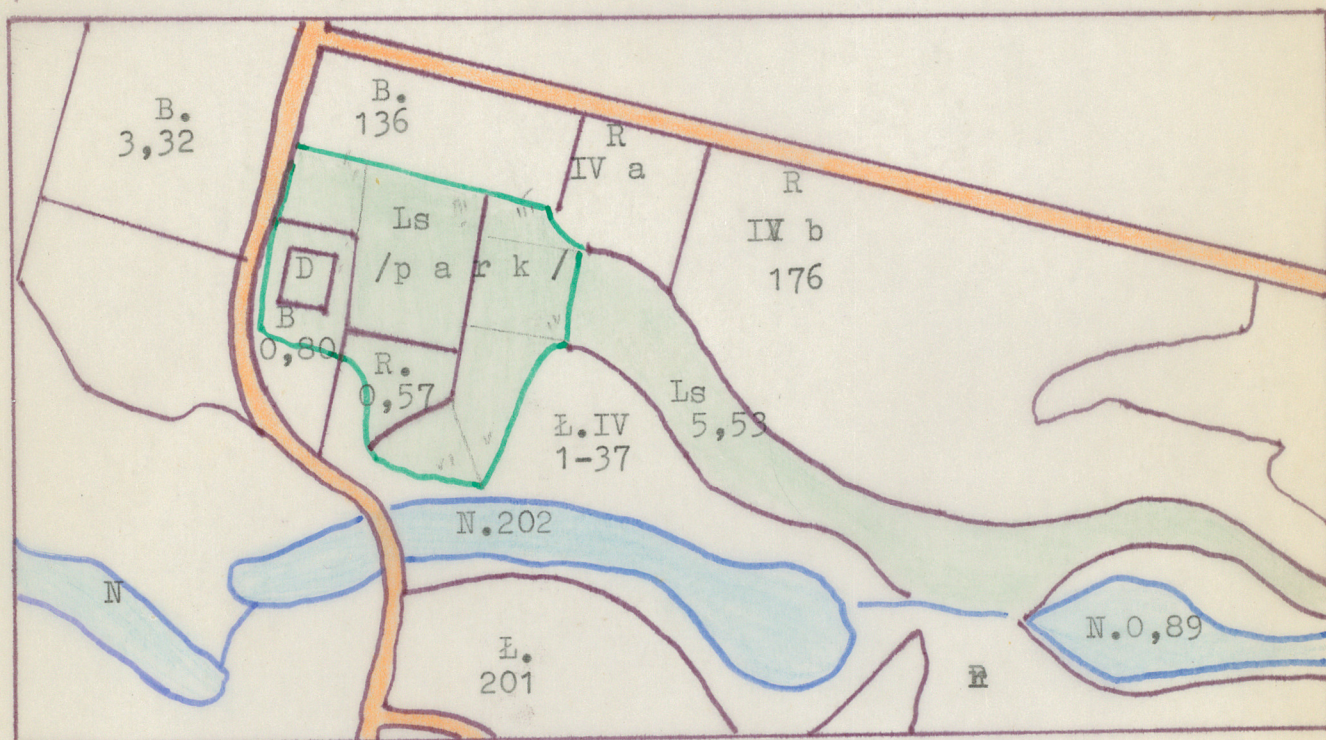 B.
3,32
B.
136
R
IV a
R
IV b
176
Ls
/p a r k/
D
B
0,80
R.
0,57
Ls
5,53
Ł.IV
1-37
N.202
N
N.0,89
Ł.
201